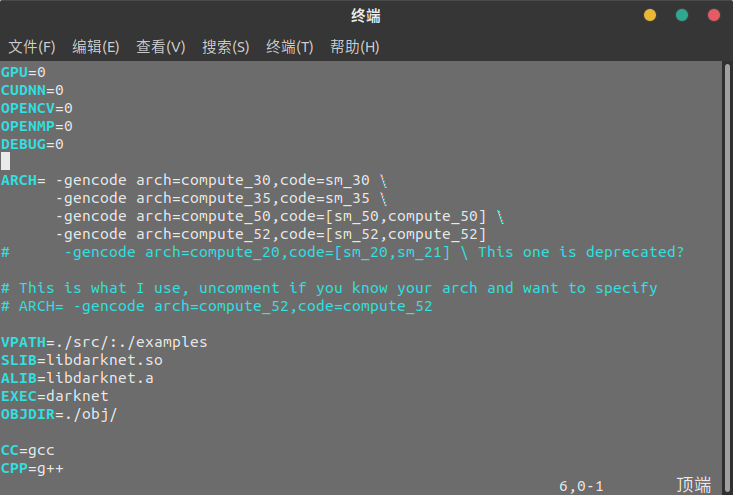 终端
文件(F) 编辑(E) 查看(V) 搜索(S) 终端(T) 帮助(H)
GPU=0
CUDNN=0
OPENCV=0
OPENMP=0
DEBUG=0
ARCH= -gencode arch=compute_30,code=sm_30 \
-gencode arch=compute_35,code=sm_35 \
-gencode arch=compute_50,code=[sm_50,compute_50] \
-gencode arch=compute_52,code=[sm_52,compute_52]
# -gencode arch=compute_20,code=[sm_20,sm_21] \ This one is deprecated?
# This is what I use, uncomment if you know your arch and want to specify
# ARCH= -gencode arch=compute_52,code=compute_52
VPATH=./src/:./examples
SLIB=libdarknet.so
ALIB=libdarknet.a
EXEC=darknet
OBJDIR=./obj/
CC=gcc
CPP=g++
6,0-1 顶端